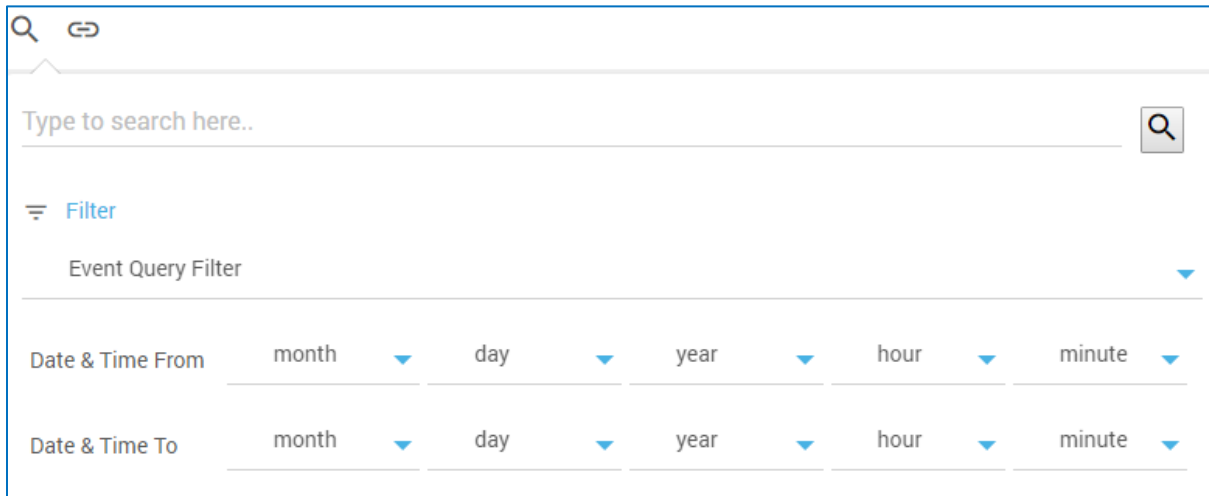 Type to search here..
Filter
Event Query Filter
Date & Time From month day year hour minute
Date & Time To month day year hour minute